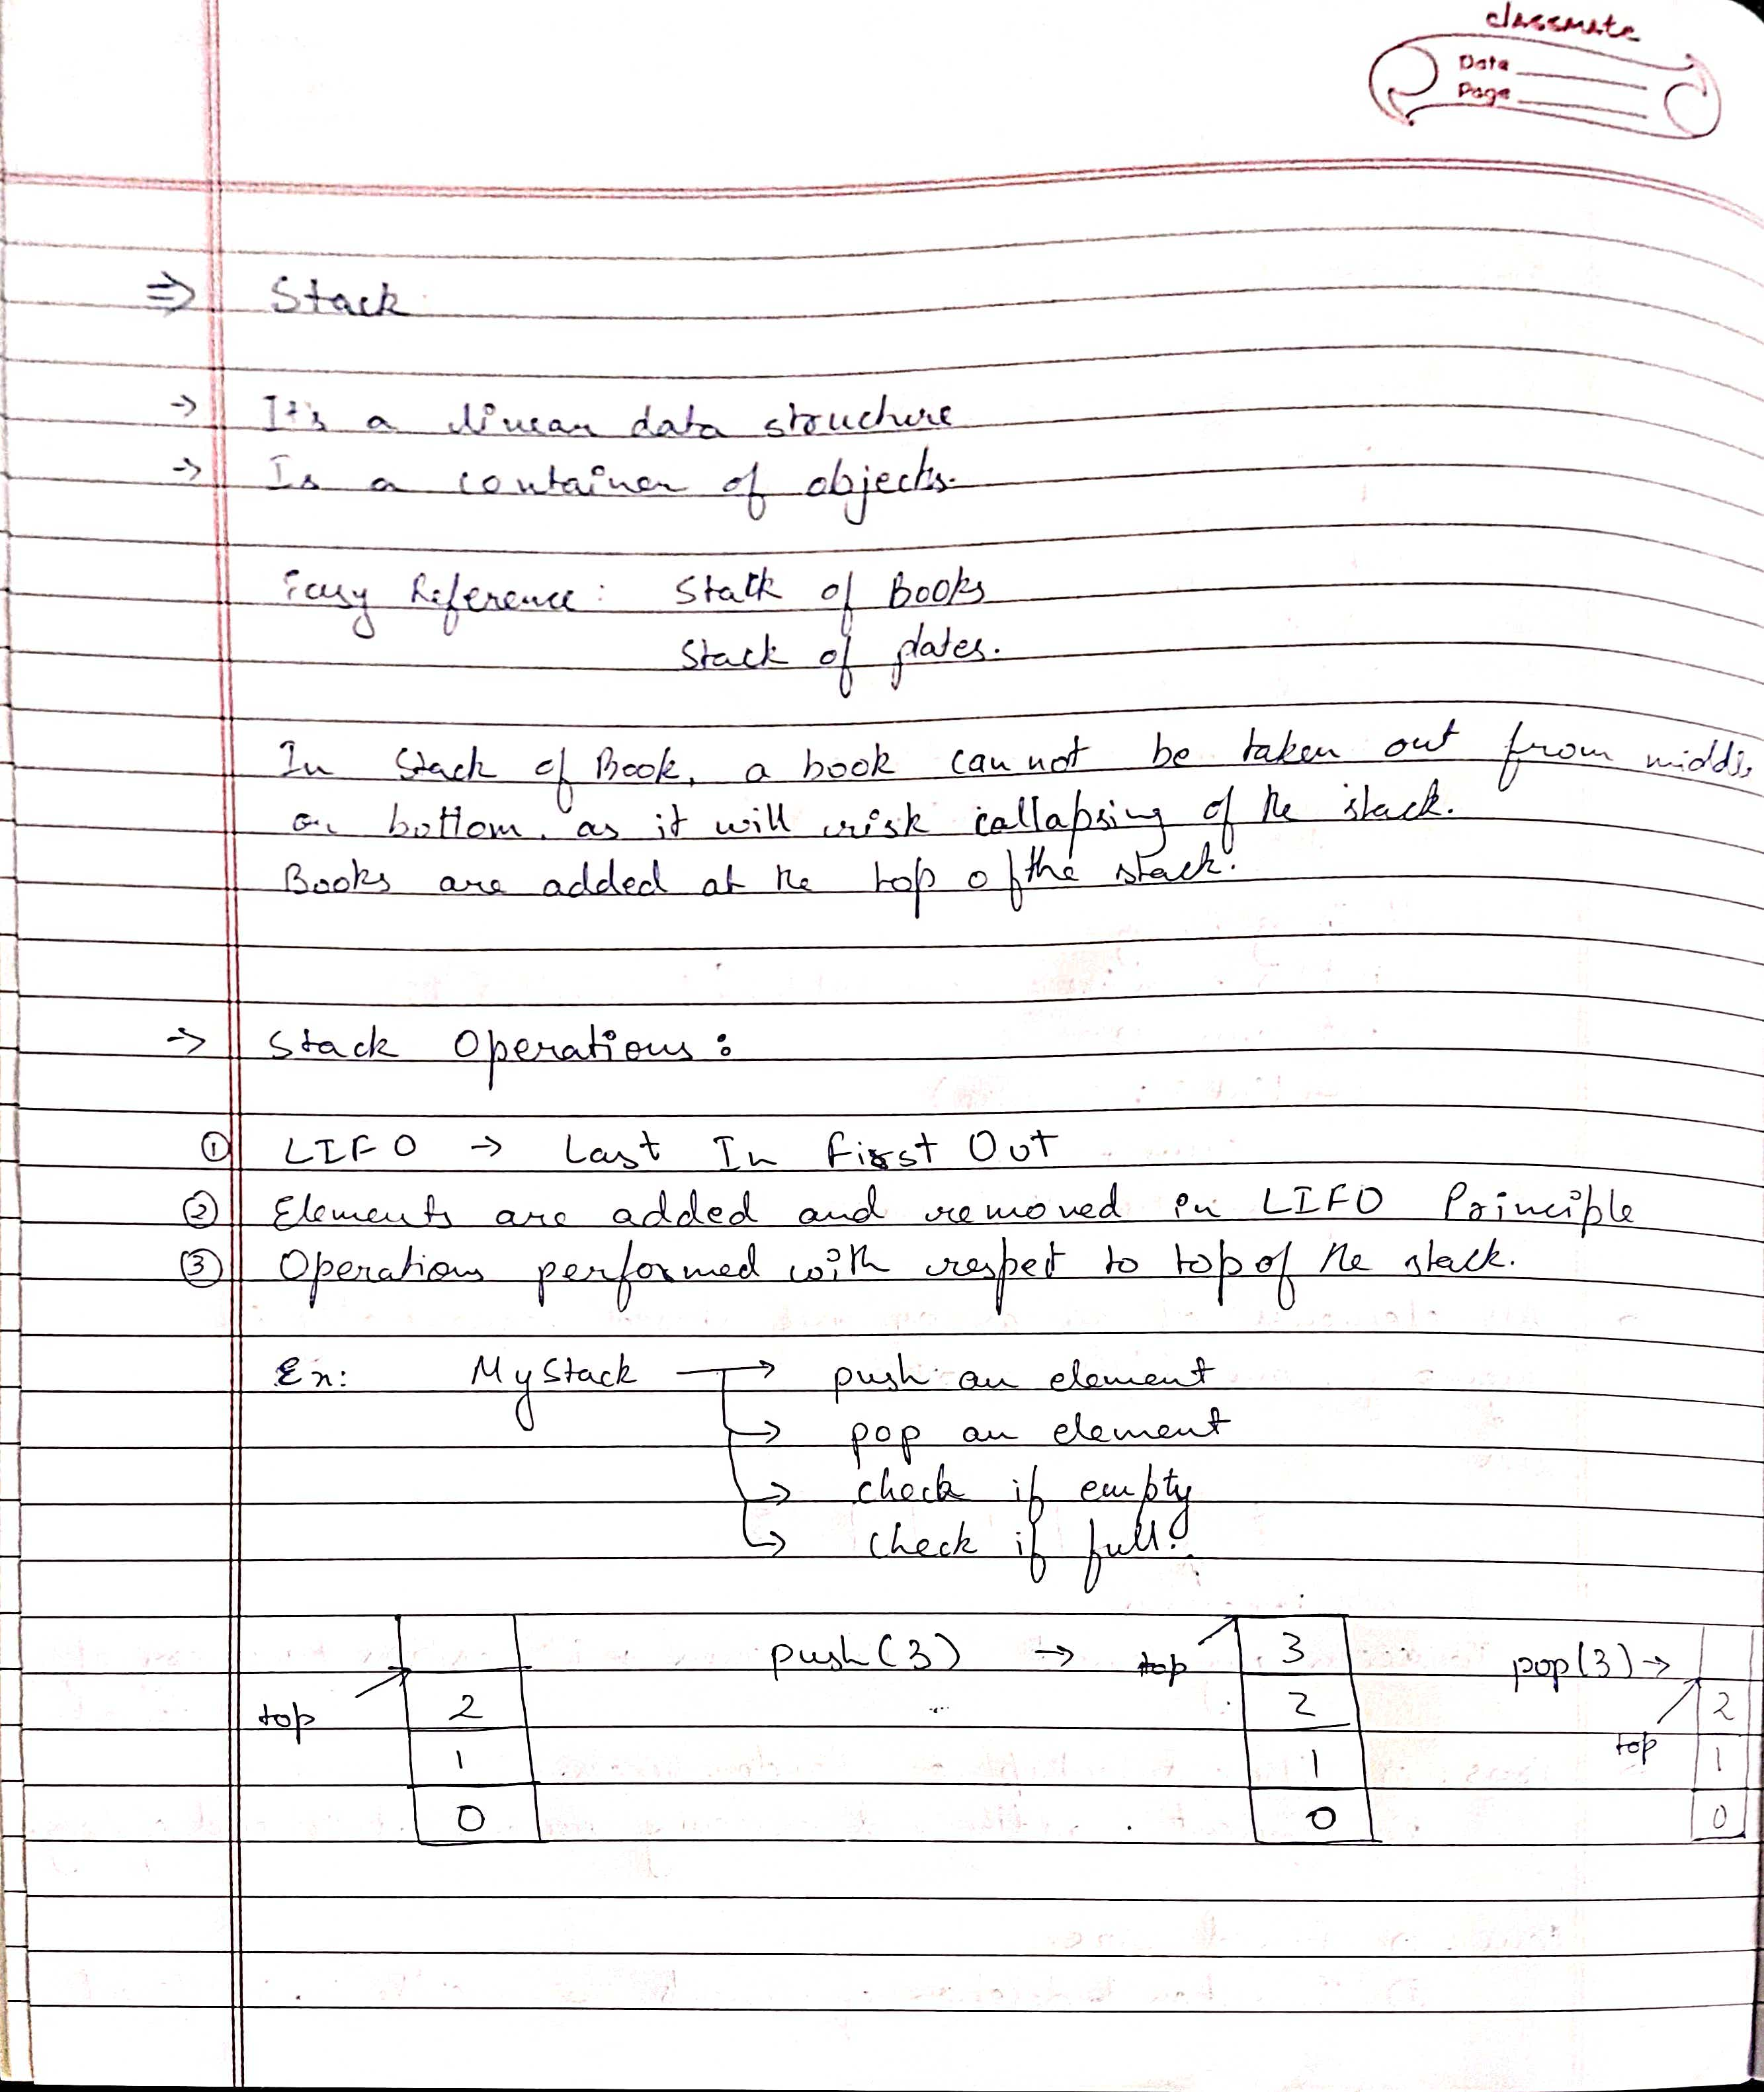 classmate
Date
Page
⇒ Stack
→ It's a linear data structure
→ Is a container of objects.
Easy Reference: Stack of Books
Stack of plates.
In Stack of Book, a book cannot be taken out from middle
or bottom. as it will risk collapsing of the stack.
Books are added at the top of the stack.
→ Stack Operations:
① LIFO → Last In First Out
② Elements are added and removed in LIFO Principle
③ Operations performed with respet to top of the stack.
Ex: MyStack → push an element
→ pop an element
→ check if empty
→ check if full.
push(3) → top 3 pop(3) →
top 2 2 top 2
1 1 1
0 0 0